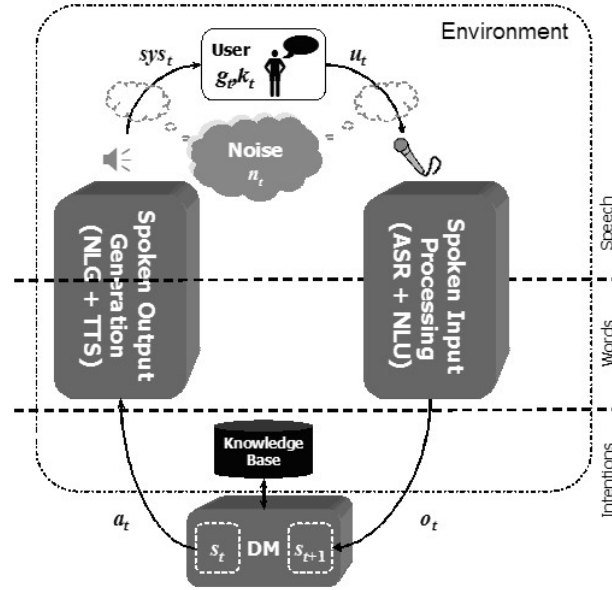 Environment
sys_t
User
g_t,k_t
u_t
Noise
n_t
Spoken Output
Generation
(NLG + TTS)
Spoken Input
Processing
(ASR + NLU)
Speech
Words
Intentions
Knowledge
Base
a_t
s_t
DM
s_{t+1}
o_t